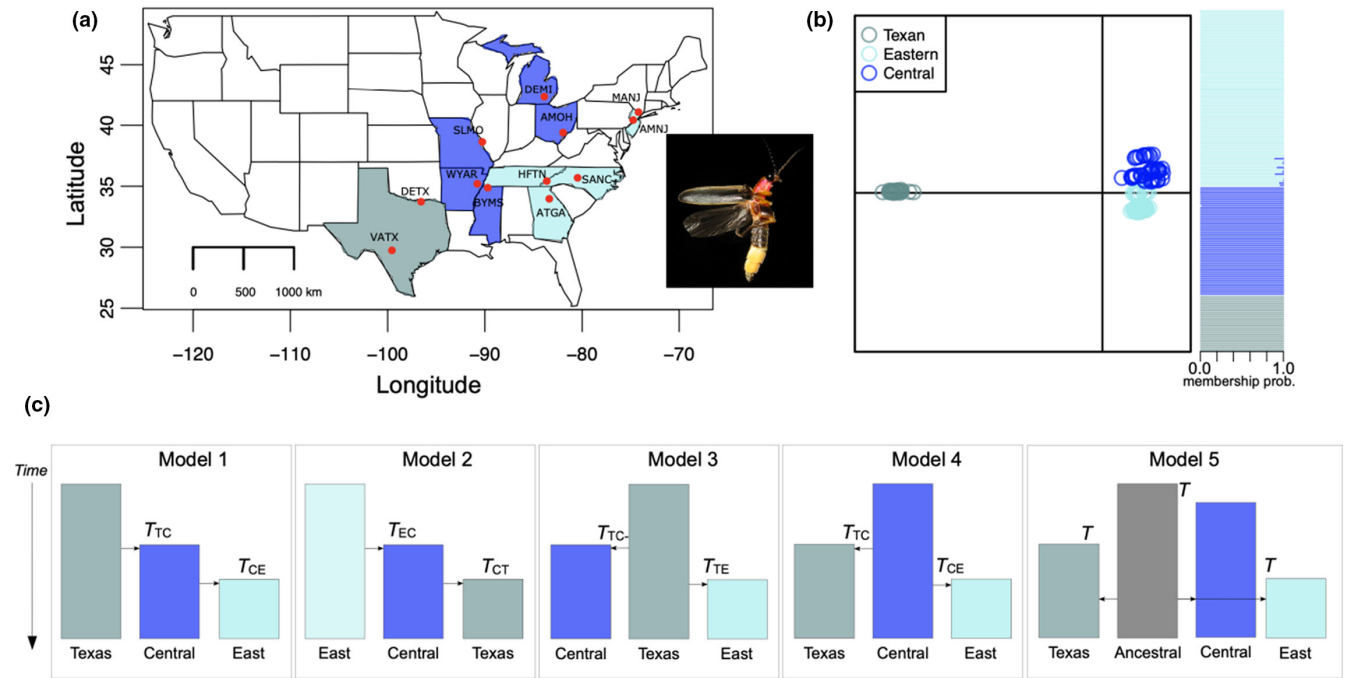 (a)
Latitude
45
40
35
30
25
DEMI
MANJ
AMOH
AMNJ
SLMO
WYAR
HFTN
SANC
DETX
BYMS
ATGA
VATX
0 500 1000 km
−120 −110 −100 −90 −80 −70
Longitude
(b)
Texan
Eastern
Central
0.0 1.0
membership prob.
(c)
Time
Model 1
TTC
TCE
Texas Central East
Model 2
TEC
TCT
East Central Texas
Model 3
TTC-
TTE
Central Texas East
Model 4
TTC
TCE
Texas Central East
Model 5
T
T
T
Texas Ancestral Central East